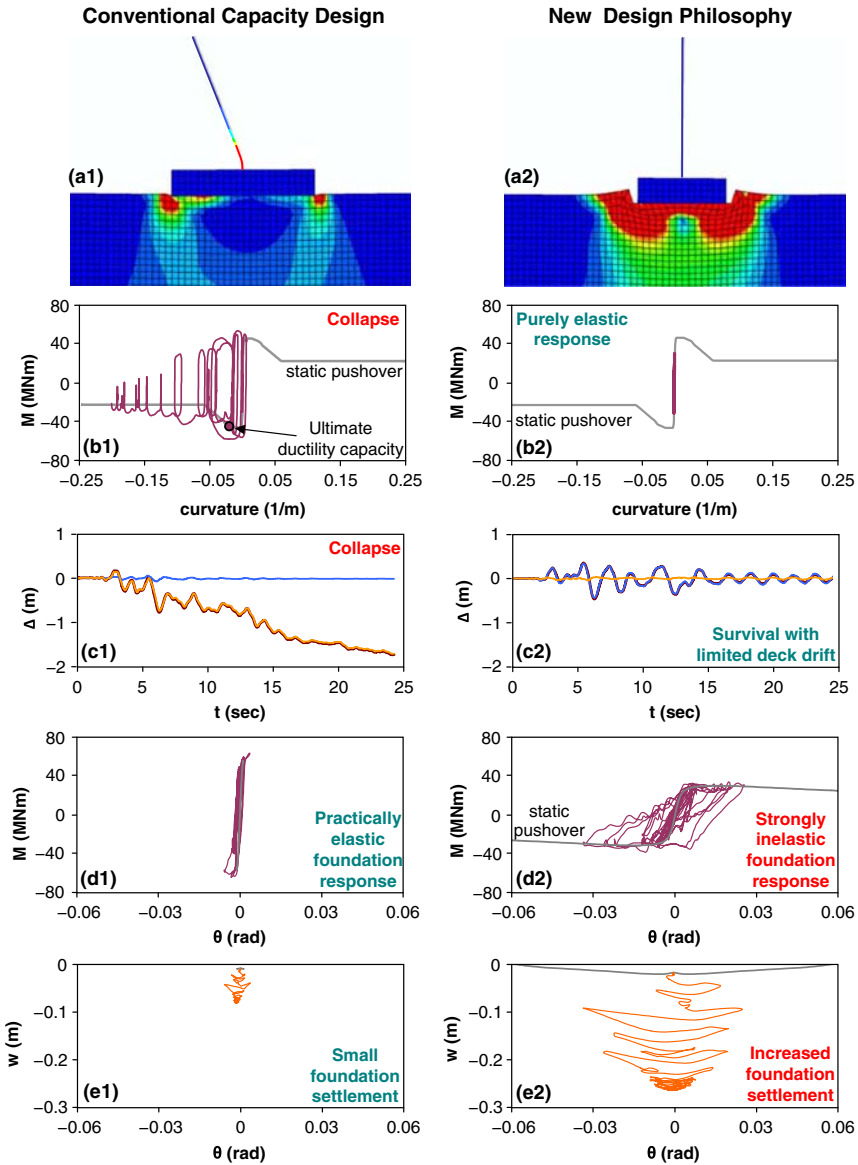 Conventional Capacity Design
New Design Philosophy
(a1)
(a2)
80
40
0
−40
−80
M (MNm)
Collapse
static pushover
Ultimate
ductility capacity
(b1)
−0.25 −0.15 −0.05 0.05 0.15 0.25
curvature (1/m)
80
40
0
−40
−80
M (MNm)
Purely elastic
response
static pushover
(b2)
−0.25 −0.15 −0.05 0.05 0.15 0.25
curvature (1/m)
1
0
−1
−2
Δ (m)
Collapse
(c1)
0 5 10 15 20 25
t (sec)
1
0
−1
−2
Δ (m)
Survival with
limited deck drift
(c2)
0 5 10 15 20 25
t (sec)
80
40
0
−40
−80
M (MNm)
Practically
elastic
foundation
response
(d1)
−0.06 −0.03 0 0.03 0.06
θ (rad)
80
40
0
−40
−80
M (MNm)
static
pushover
Strongly
inelastic
foundation
response
(d2)
−0.06 −0.03 0 0.03 0.06
θ (rad)
0
−0.1
−0.2
−0.3
w (m)
Small
foundation
settlement
(e1)
−0.06 −0.03 0 0.03 0.06
θ (rad)
0
−0.1
−0.2
−0.3
w (m)
Increased
foundation
settlement
(e2)
−0.06 −0.03 0 0.03 0.06
θ (rad)